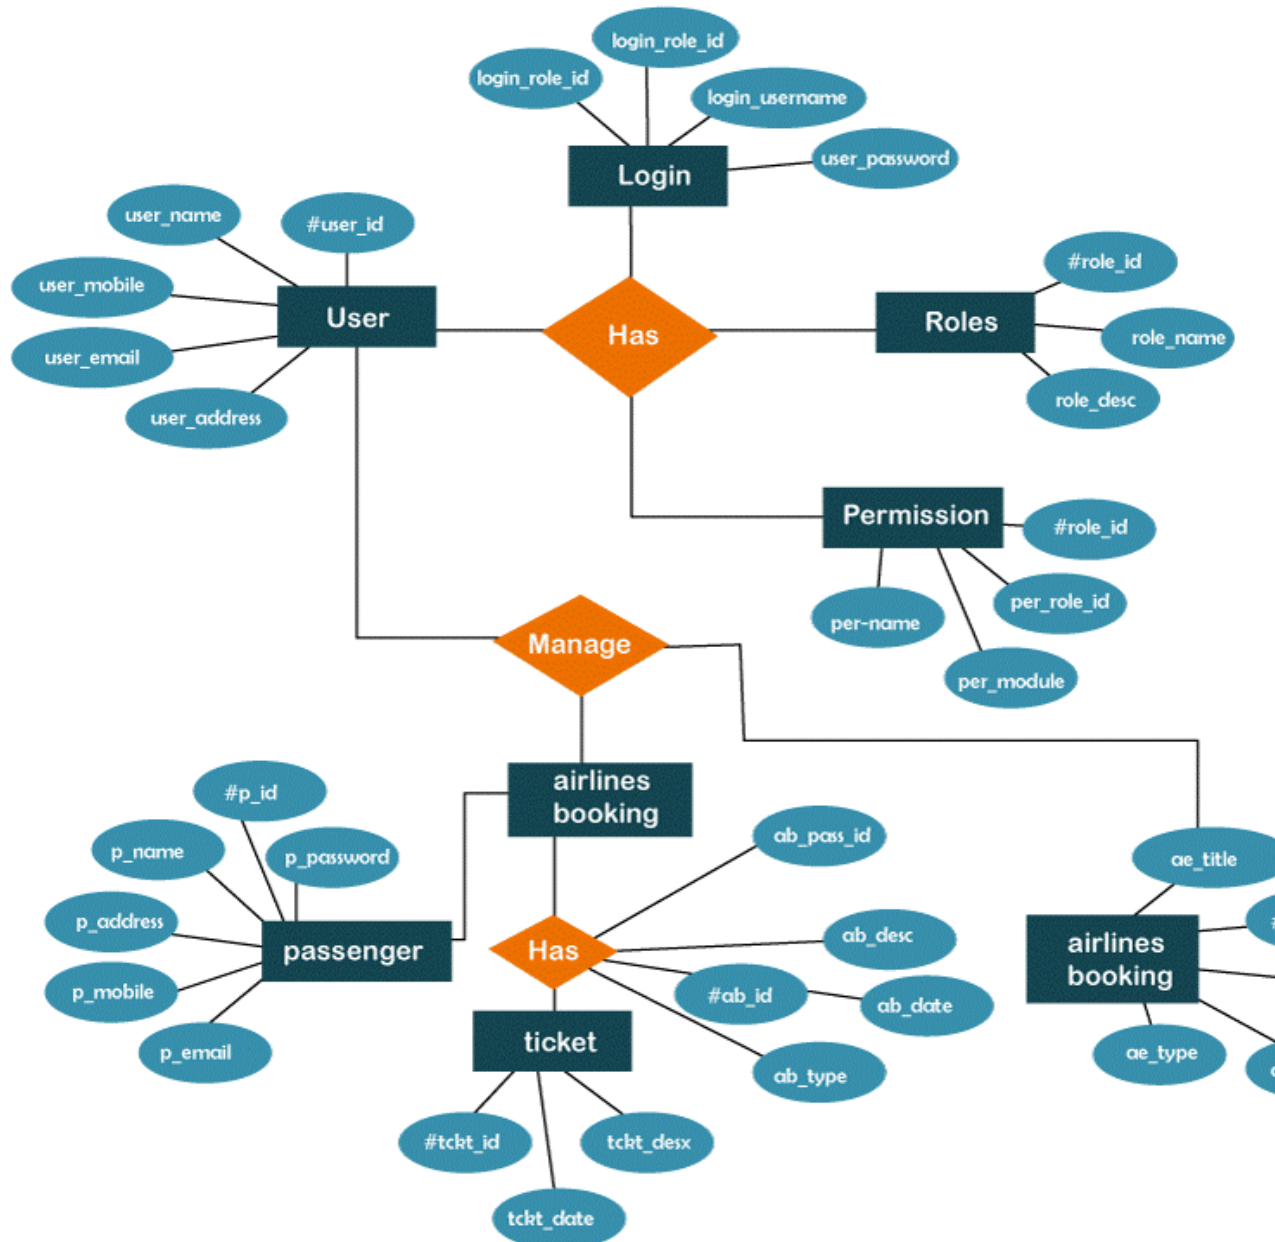 login_role_id
login_role_id
login_username
user_password
Login
user_name
#user_id
user_mobile
User
user_email
user_address
Has
Roles
#role_id
role_name
role_desc
Permission
#role_id
per-name
per_role_id
per_module
Manage
airlines
booking
#p_id
p_name
p_password
p_address
passenger
p_mobile
p_email
ab_pass_id
ab_desc
Has
#ab_id
ab_date
ab_type
ticket
#tckt_id
tckt_desx
tckt_date
ae_title
#
airlines
booking
ae_type